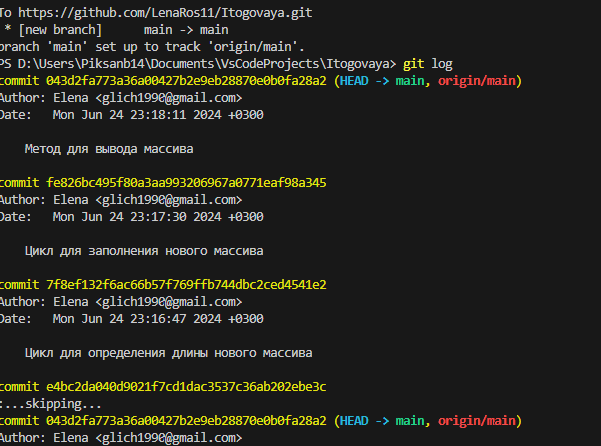 To https://github.com/LenaRos11/Itogovaya.git
 * [new branch]      main -> main
branch 'main' set up to track 'origin/main'.
PS D:\Users\Piksanb14\Documents\VsCodeProjects\Itogovaya> git log
commit 043d2fa773a36a00427b2e9eb28870e0b0fa28a2 (HEAD -> main, origin/main)
Author: Elena <glich1990@gmail.com>
Date:   Mon Jun 24 23:18:11 2024 +0300
    Метод для вывода массива
commit fe826bc495f80a3aa993206967a0771eaf98a345
Author: Elena <glich1990@gmail.com>
Date:   Mon Jun 24 23:17:30 2024 +0300
    Цикл для заполнения нового массива
commit 7f8ef132f6ac66b57f769ffb744dbc2ced4541e2
Author: Elena <glich1990@gmail.com>
Date:   Mon Jun 24 23:16:47 2024 +0300
    Цикл для определения длины нового массива
commit e4bc2da040d9021f7cd1dac3537c36ab202ebe3c
:...skipping...
commit 043d2fa773a36a00427b2e9eb28870e0b0fa28a2 (HEAD -> main, origin/main)
Author: Elena <glich1990@gmail.com>